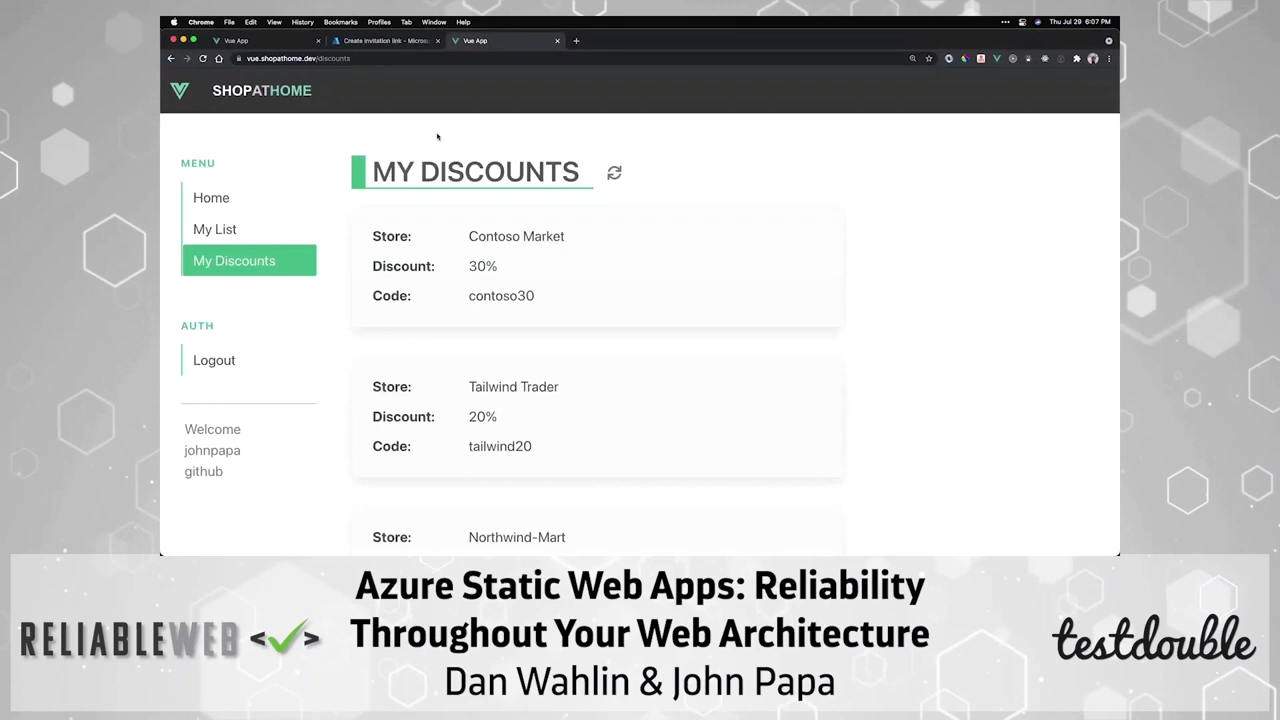 Chrome File Edit View History Bookmarks Profiles Tab Window Help
Thu Jul 29 6:07 PM
Vue App
Create invitation link - Micros
Vue App
vue.shopathome.dev/discounts
SHOPATHOME
MENU
Home
My List
My Discounts
AUTH
Logout
Welcome
johnpapa
github
MY DISCOUNTS
Store: Contoso Market
Discount: 30%
Code: contoso30
Store: Tailwind Trader
Discount: 20%
Code: tailwind20
Store: Northwind-Mart
RELIABLEWEB < >
Azure Static Web Apps: Reliability
Throughout Your Web Architecture
Dan Wahlin & John Papa
testdouble